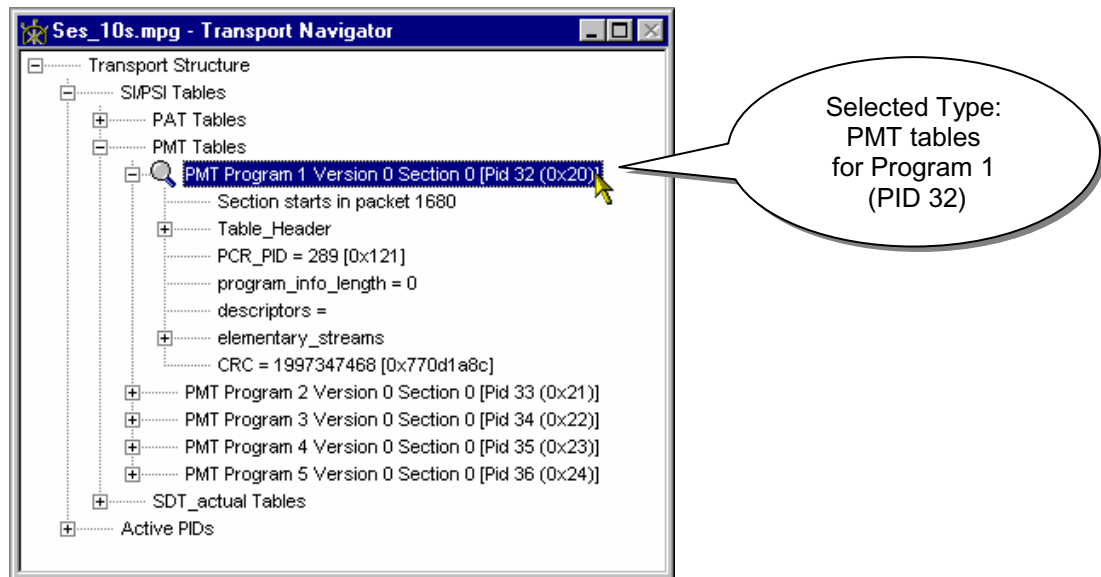 Ses_10s.mpg - Transport Navigator
Transport Structure
SI/PSI Tables
PAT Tables
PMT Tables
PMT Program 1 Version 0 Section 0 [Pid 32 (0x20)]
Section starts in packet 1680
Table_Header
PCR_PID = 289 [0x121]
program_info_length = 0
descriptors =
elementary_streams
CRC = 1997347468 [0x770d1a8c]
PMT Program 2 Version 0 Section 0 [Pid 33 (0x21)]
PMT Program 3 Version 0 Section 0 [Pid 34 (0x22)]
PMT Program 4 Version 0 Section 0 [Pid 35 (0x23)]
PMT Program 5 Version 0 Section 0 [Pid 36 (0x24)]
SDT_actual Tables
Active PIDs
Selected Type:
PMT tables
for Program 1
(PID 32)